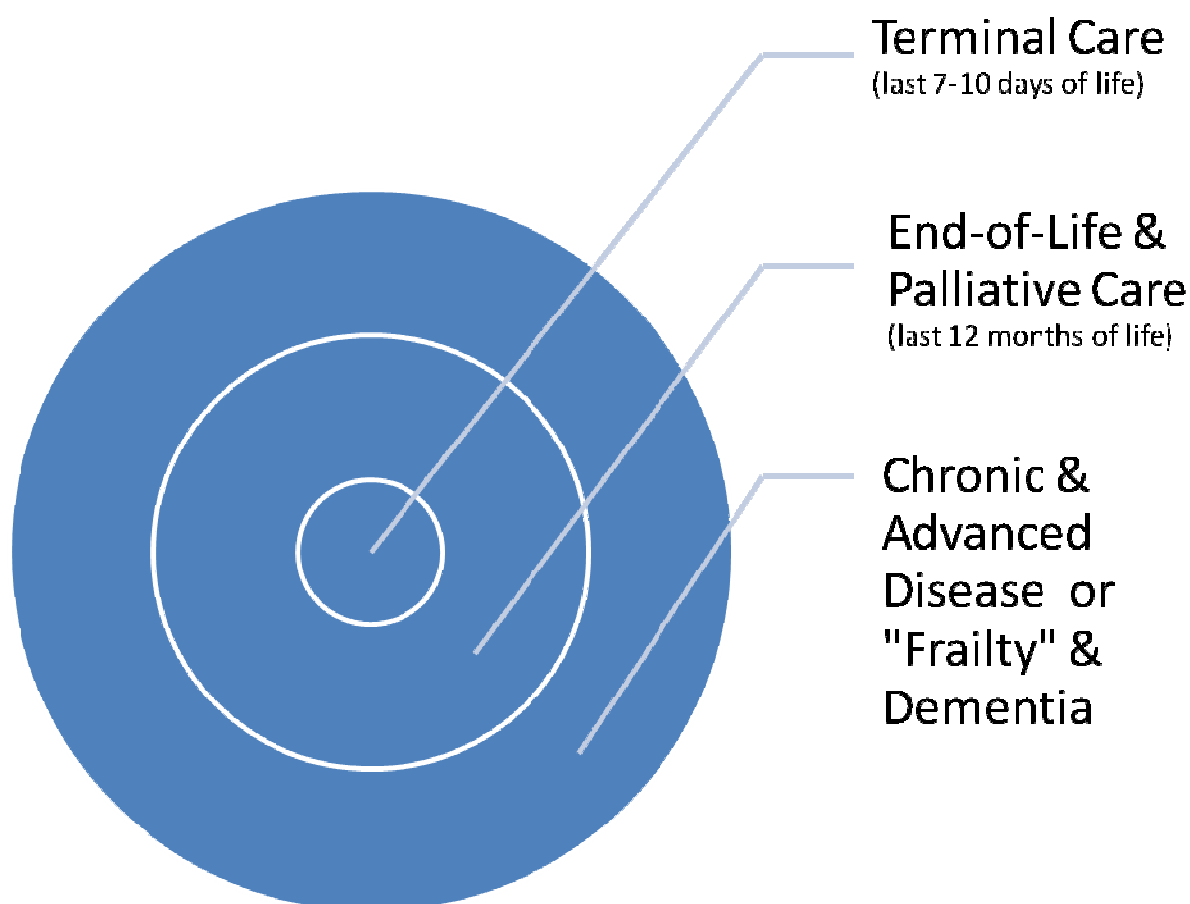 Terminal Care
(last 7-10 days of life)
End-of-Life &
Palliative Care
(last 12 months of life)
Chronic &
Advanced
Disease or
"Frailty" &
Dementia